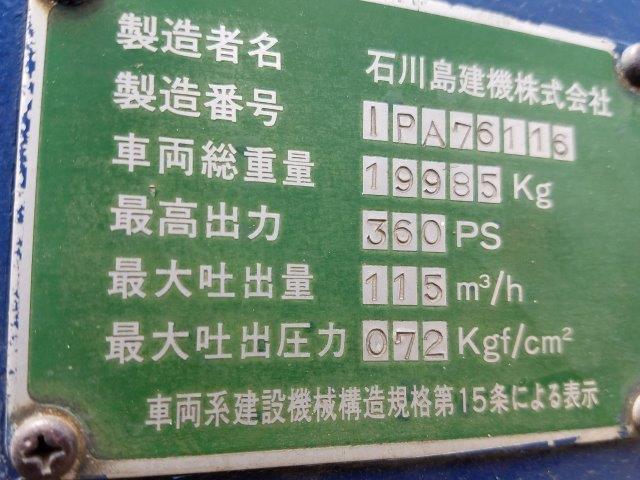 製造者名 石川島建機株式会社
製造番号 IPA76116
車両総重量 19985 Kg
最高出力 360 PS
最大吐出量 115 m³/h
最大吐出圧力 072 Kgf/cm²
車両系建設機械構造規格第15条による表示